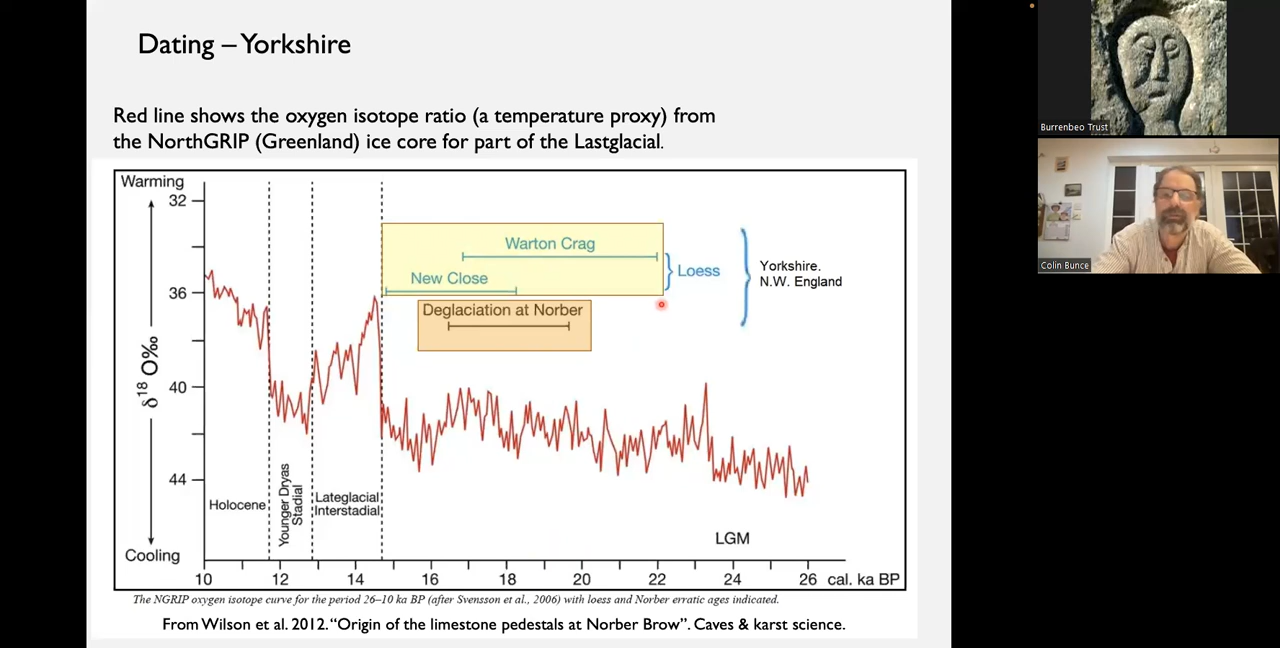 Dating – Yorkshire
Red line shows the oxygen isotope ratio (a temperature proxy) from
the NorthGRIP (Greenland) ice core for part of the Lastglacial.
Warming
32
36
δ18 O‰
40
44
Cooling
Warton Crag
New Close
Loess
Deglaciation at Norber
Yorkshire.
N.W. England
Holocene
Younger Dryas
Stadial
Lateglacial
Interstadial
LGM
10 12 14 16 18 20 22 24 26 cal. ka BP
The NGRIP oxygen isotope curve for the period 26–10 ka BP (after Svensson et al., 2006) with loess and Norber erratic ages indicated.
From Wilson et al. 2012. “Origin of the limestone pedestals at Norber Brow”. Caves & karst science.
Burrenbeo Trust
Colin Bunce